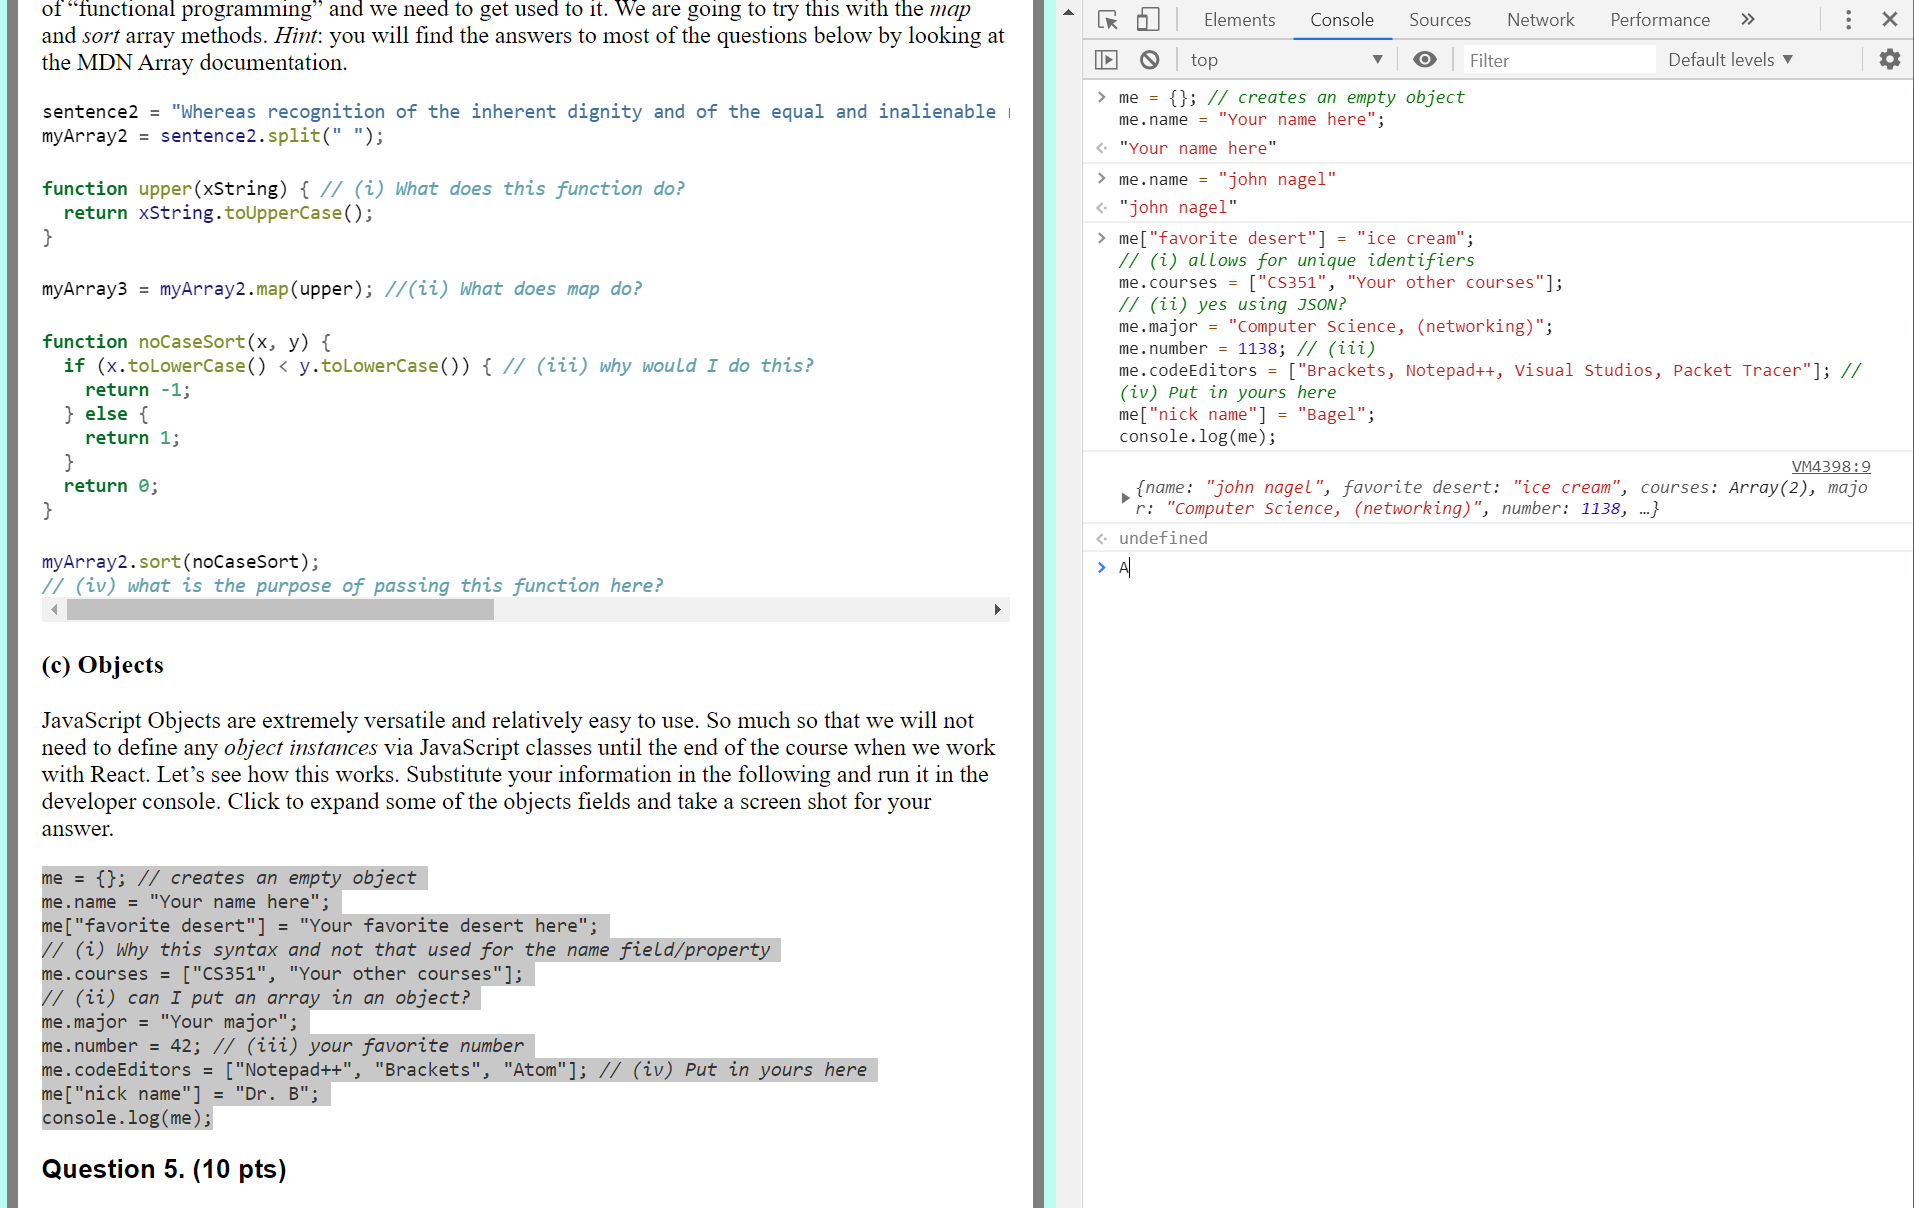 of “functional programming” and we need to get used to it. We are going to try this with the map
and sort array methods. Hint: you will find the answers to most of the questions below by looking at
the MDN Array documentation.
sentence2 = "Whereas recognition of the inherent dignity and of the equal and inalienable
myArray2 = sentence2.split(" ");
function upper(xString) { // (i) What does this function do?
return xString.toUpperCase();
}
myArray3 = myArray2.map(upper); //(ii) What does map do?
function noCaseSort(x, y) {
if (x.toLowerCase() < y.toLowerCase()) { // (iii) why would I do this?
return -1;
} else {
return 1;
}
return 0;
}
myArray2.sort(noCaseSort);
// (iv) what is the purpose of passing this function here?
(c) Objects
JavaScript Objects are extremely versatile and relatively easy to use. So much so that we will not
need to define any object instances via JavaScript classes until the end of the course when we work
with React. Let’s see how this works. Substitute your information in the following and run it in the
developer console. Click to expand some of the objects fields and take a screen shot for your
answer.
me = {}; // creates an empty object
me.name = "Your name here";
me["favorite desert"] = "Your favorite desert here";
// (i) Why this syntax and not that used for the name field/property
me.courses = ["CS351", "Your other courses"];
// (ii) can I put an array in an object?
me.major = "Your major";
me.number = 42; // (iii) your favorite number
me.codeEditors = ["Notepad++", "Brackets", "Atom"]; // (iv) Put in yours here
me["nick name"] = "Dr. B";
console.log(me);
Question 5. (10 pts)
Elements Console Sources Network Performance »
top Filter Default levels
> me = {}; // creates an empty object
me.name = "Your name here";
"Your name here"
> me.name = "john nagel"
"john nagel"
> me["favorite desert"] = "ice cream";
// (i) allows for unique identifiers
me.courses = ["CS351", "Your other courses"];
// (ii) yes using JSON?
me.major = "Computer Science, (networking)";
me.number = 1138; // (iii)
me.codeEditors = ["Brackets, Notepad++, Visual Studios, Packet Tracer"]; //
(iv) Put in yours here
me["nick name"] = "Bagel";
console.log(me);
VM4398:9
{name: "john nagel", favorite desert: "ice cream", courses: Array(2), majo
r: "Computer Science, (networking)", number: 1138, …}
undefined
> A